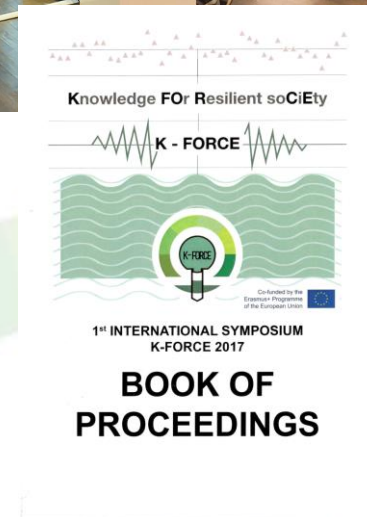 Knowledge FOr Resilient soCiEty
K - FORCE
K-FORCE
Co-funded by the
Erasmus+ Programme
of the European Union
1st INTERNATIONAL SYMPOSIUM
K-FORCE 2017
BOOK OF
PROCEEDINGS